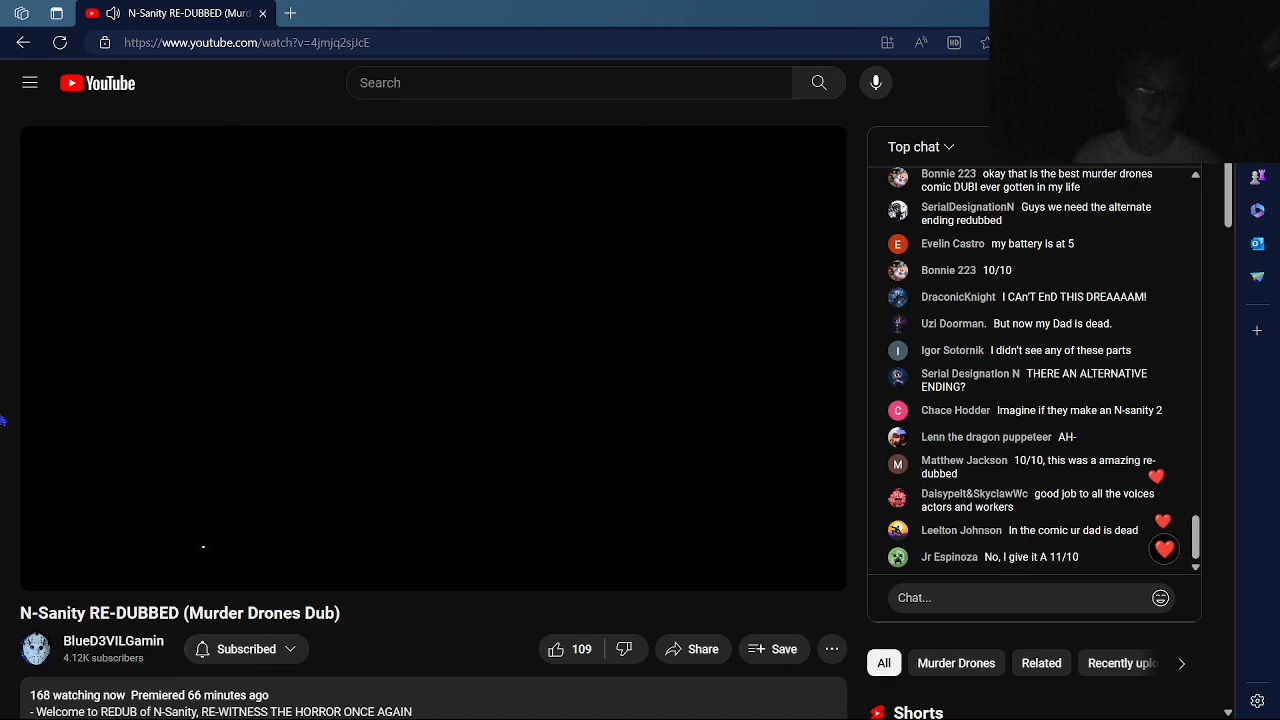 N-Sanity RE-DUBBED (Murd
https://www.youtube.com/watch?v=4jmjq2sjJcE
YouTube
Search
Top chat
Bonnie 223 okay that is the best murder drones
comic DUBI ever gotten in my life
SerialDesignationN Guys we need the alternate
ending redubbed
E Evelin Castro my battery is at 5
Bonnie 223 10/10
DraconicKnight I CAn'T EnD THIS DREAAAAM!
Uzi Doorman. But now my Dad is dead.
I Igor Sotornik I didn't see any of these parts
Serial Designation N THERE AN ALTERNATIVE
ENDING?
C Chace Hodder Imagine if they make an N-sanity 2
Lenn the dragon puppeteer AH-
M Matthew Jackson 10/10, this was a amazing re-
dubbed
Daisypelt&SkyclawWc good job to all the voices
actors and workers
Leelton Johnson In the comic ur dad is dead
Jr Espinoza No, I give it A 11/10
Chat...
N-Sanity RE-DUBBED (Murder Drones Dub)
BlueD3VILGamin
4.12K subscribers
Subscribed
109
Share
Save
All
Murder Drones
Related
Recently uplo
168 watching now Premiered 66 minutes ago
- Welcome to REDUB of N-Sanity, RE-WITNESS THE HORROR ONCE AGAIN
Shorts